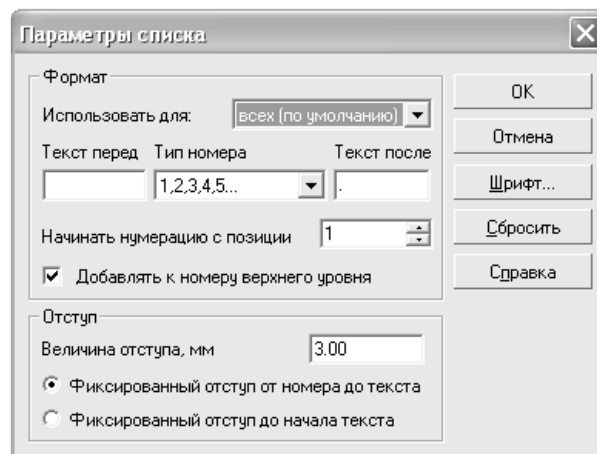 Параметры списка
Формат
Использовать для: всех (по умолчанию)
Текст перед Тип номера Текст после
1,2,3,4,5... .
Начинать нумерацию с позиции 1
Добавлять к номеру верхнего уровня
Отступ
Величина отступа, мм 3.00
Фиксированный отступ от номера до текста
Фиксированный отступ до начала текста
OK
Отмена
Шрифт...
Сбросить
Справка